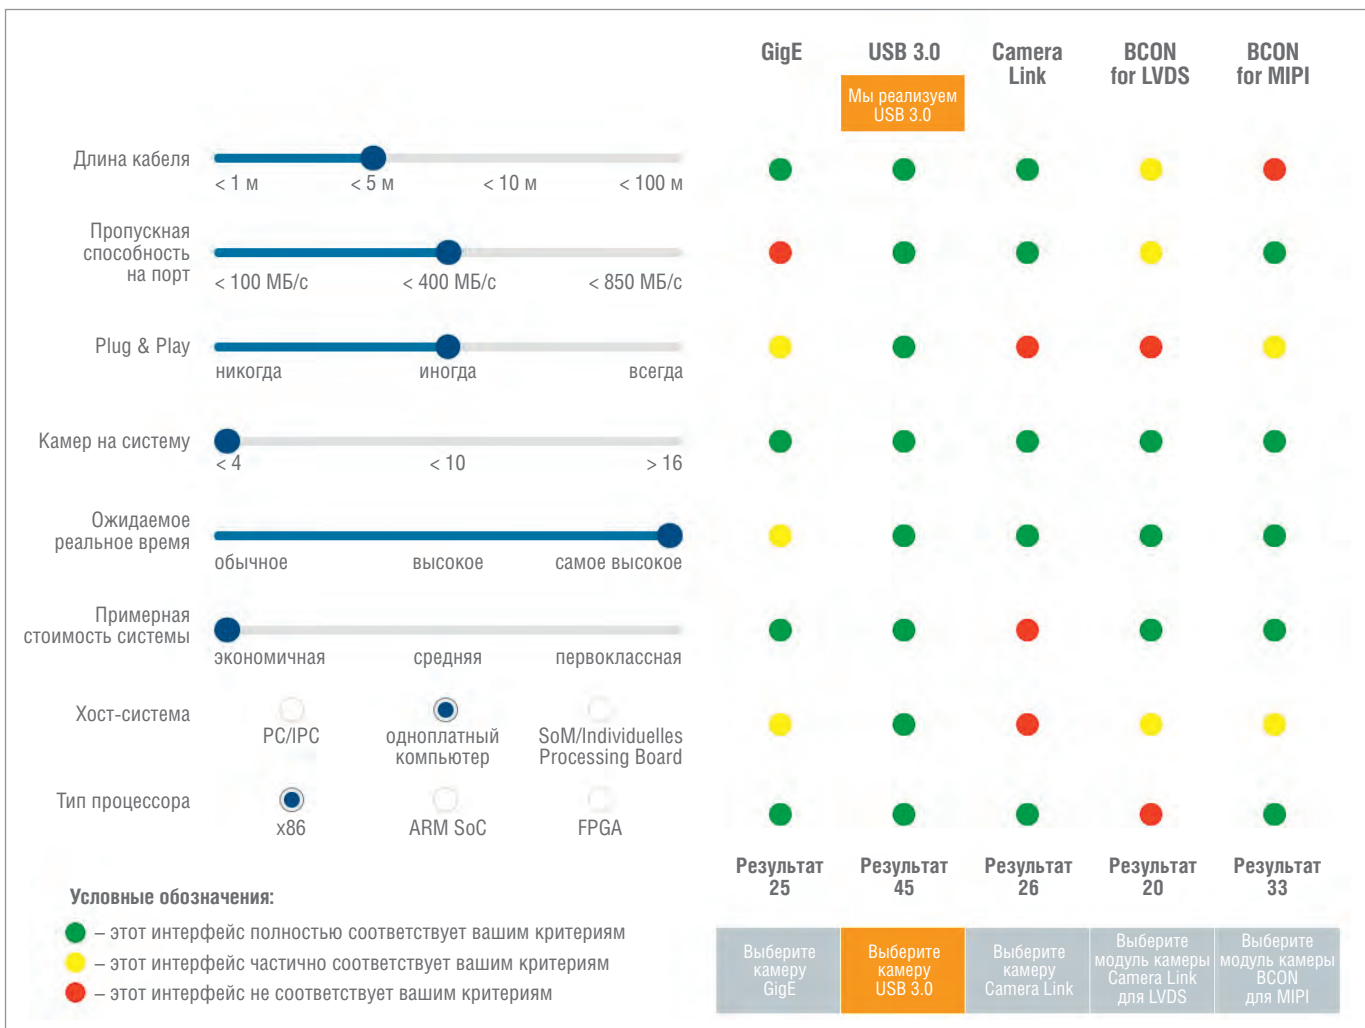 GigE
USB 3.0
Camera
Link
BCON
for LVDS
BCON
for MIPI
Мы реализуем
USB 3.0
Длина кабеля
< 1 м
< 5 м
< 10 м
< 100 м
Пропускная
способность
на порт
< 100 МБ/с
< 400 МБ/с
< 850 МБ/с
Plug & Play
никогда
иногда
всегда
Камер на систему
< 4
< 10
> 16
Ожидаемое
реальное время
обычное
высокое
самое высокое
Примерная
стоимость системы
экономичная
средняя
первоклассная
Хост-система
PC/IPC
одноплатный
компьютер
SoM/Individuelles
Processing Board
Тип процессора
x86
ARM SoC
FPGA
Результат
25
Результат
45
Результат
26
Результат
20
Результат
33
Условные обозначения:
– этот интерфейс полностью соответствует вашим критериям
– этот интерфейс частично соответствует вашим критериям
– этот интерфейс не соответствует вашим критериям
Выберите
камеру
GigE
Выберите
камеру
USB 3.0
Выберите
камеру
Camera Link
Выберите
модуль камеры
Camera Link
для LVDS
Выберите
модуль камеры
BCON
для MIPI